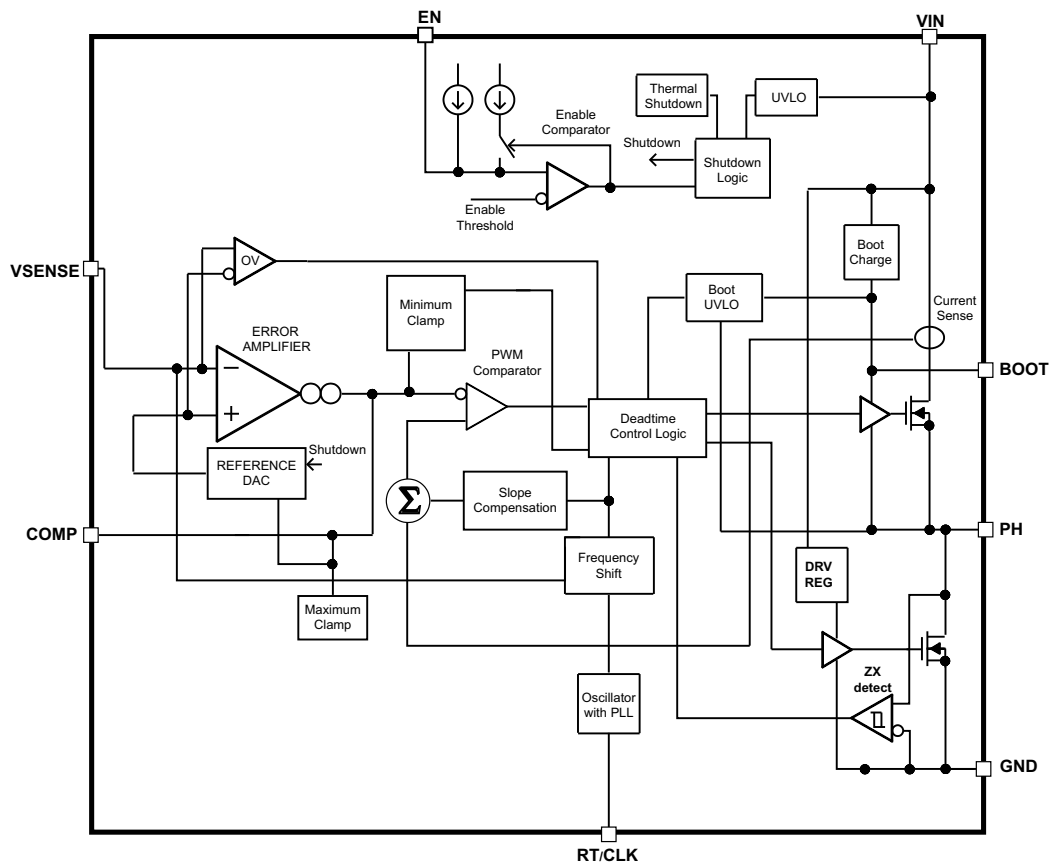 EN
VIN
Thermal
Shutdown
UVLO
Enable
Comparator
Shutdown
Shutdown
Logic
Enable
Threshold
VSENSE
OV
Boot
Charge
Minimum
Clamp
Boot
UVLO
Current
Sense
ERROR
AMPLIFIER
PWM
Comparator
BOOT
−
+
Deadtime
Control Logic
Shutdown
REFERENCE
DAC
Σ
Slope
Compensation
COMP
PH
Frequency
Shift
DRV
REG
Maximum
Clamp
ZX
detect
Oscillator
with PLL
GND
RT/CLK